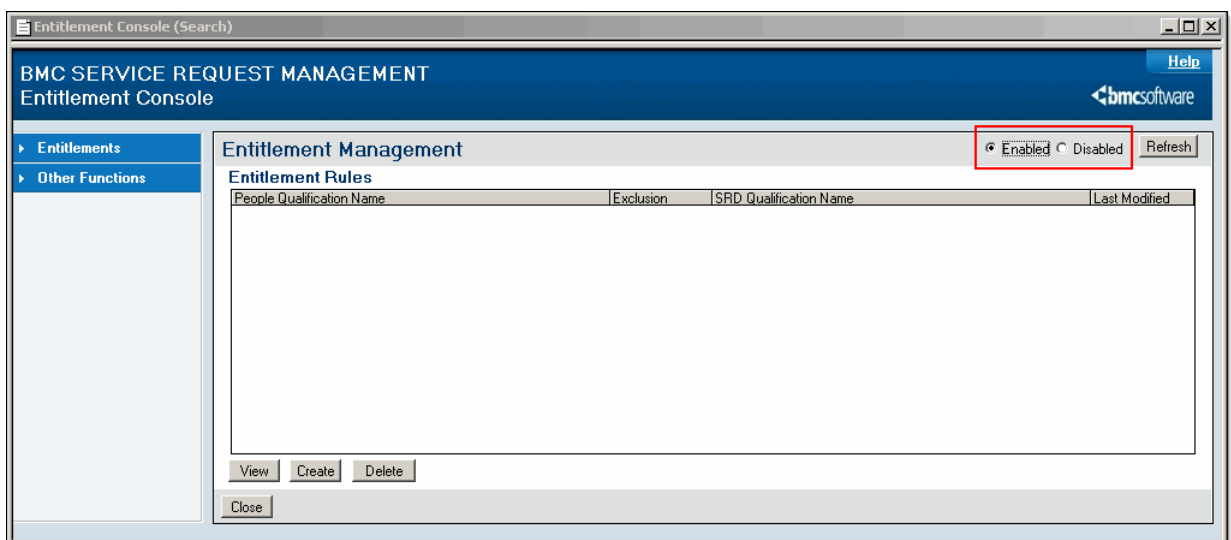 Entitlement Console (Search)
Help
BMC SERVICE REQUEST MANAGEMENT
Entitlement Console
bmcsoftware
Entitlements
Other Functions
Entitlement Management
Enabled Disabled Refresh
Entitlement Rules
People Qualification Name Exclusion SRD Qualification Name Last Modified
View Create Delete
Close